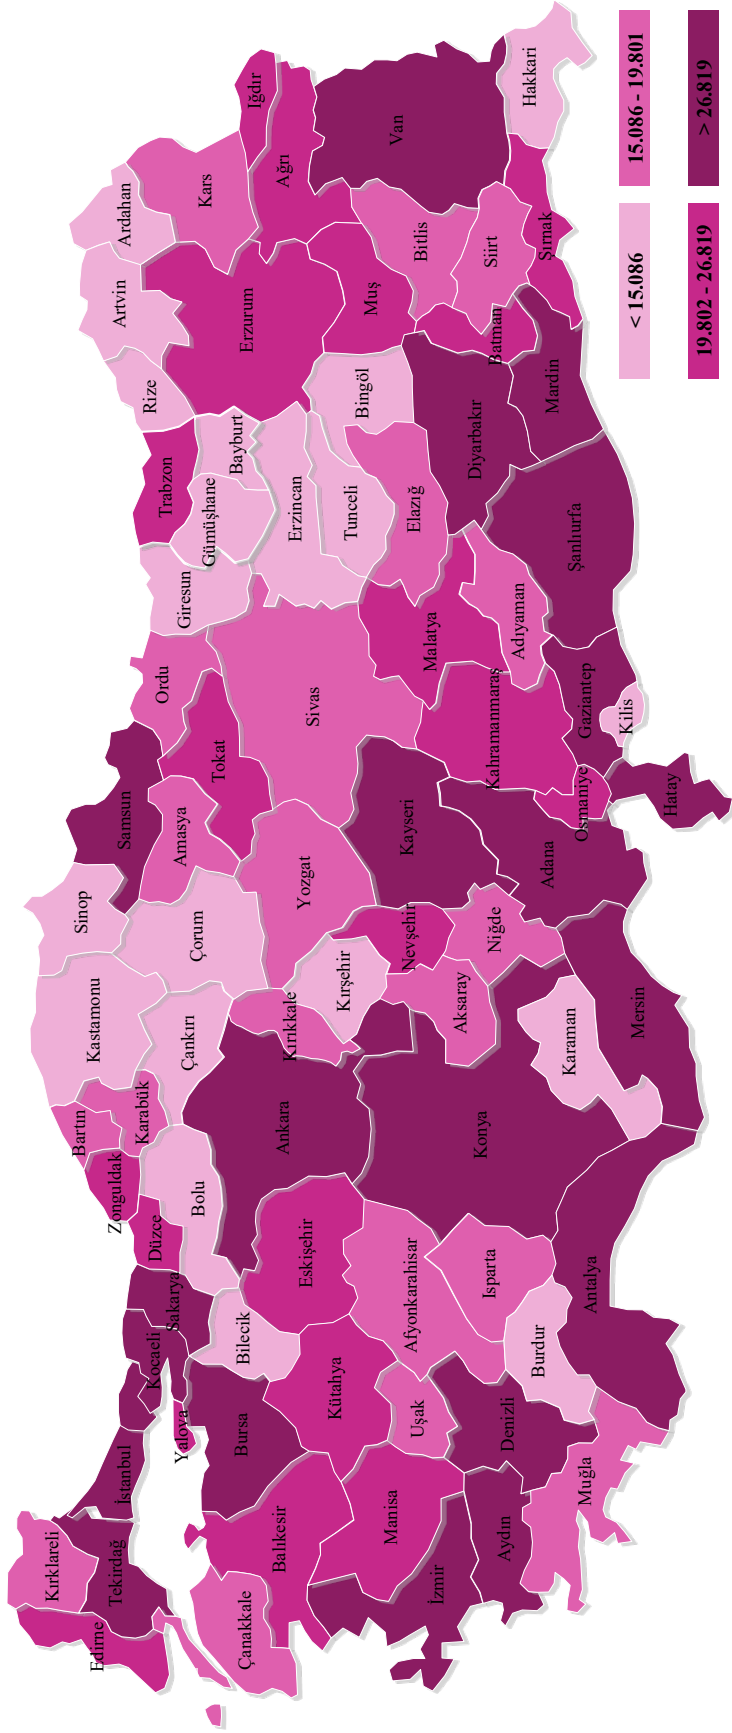 Kırklareli
Edirne
Tekirdağ
İstanbul
Kocaeli
Yalova
Sakarya
Düzce
Zonguldak
Bartın
Karabük
Kastamonu
Sinop
Samsun
Ordu
Giresun
Trabzon
Rize
Artvin
Ardahan
Çanakkale
Balıkesir
Bursa
Bilecik
Bolu
Çankırı
Çorum
Amasya
Tokat
Gümüşhane
Bayburt
Erzurum
Kars
Iğdır
Ağrı
Kütahya
Eskişehir
Ankara
Kırıkkale
Kırşehir
Yozgat
Sivas
Erzincan
Tunceli
Bingöl
Muş
Van
Manisa
Uşak
Afyonkarahisar
Nevşehir
Kayseri
Malatya
Elazığ
Bitlis
İzmir
Aydın
Denizli
Isparta
Konya
Aksaray
Niğde
Kahramanmaraş
Adıyaman
Diyarbakır
Batman
Siirt
Şırnak
Hakkari
Muğla
Burdur
Antalya
Karaman
Mersin
Adana
Osmaniye
Gaziantep
Şanlıurfa
Mardin
Hatay
Kilis
< 15.086
15.086 - 19.801
19.802 - 26.819
> 26.819